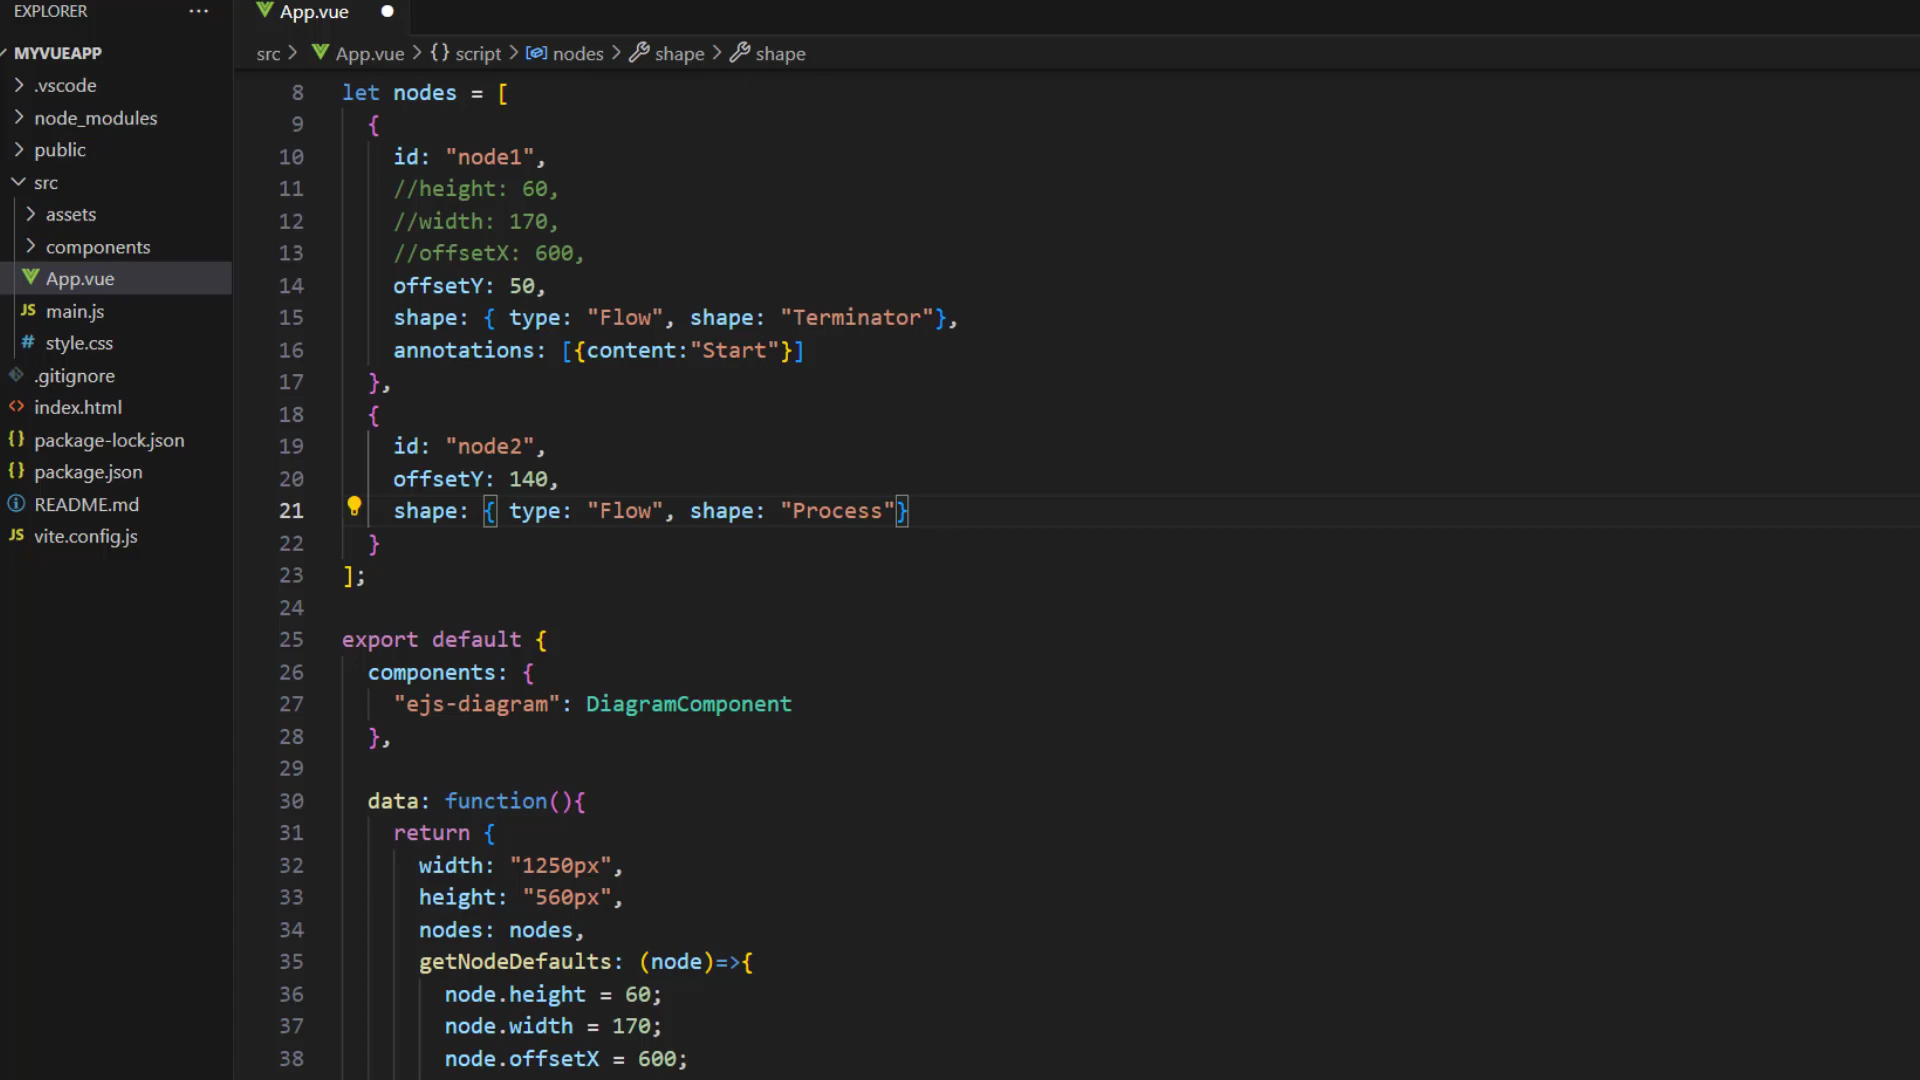 EXPLORER
···
MYVUEAPP
.vscode
node_modules
public
src
assets
components
App.vue
JS main.js
# style.css
.gitignore
<> index.html
{} package-lock.json
{} package.json
README.md
JS vite.config.js
App.vue
src > App.vue > {} script > nodes > shape > shape
8 let nodes = [
9 {
10 id: "node1",
11 //height: 60,
12 //width: 170,
13 //offsetX: 600,
14 offsetY: 50,
15 shape: { type: "Flow", shape: "Terminator"},
16 annotations: [{content:"Start"}]
17 },
18 {
19 id: "node2",
20 offsetY: 140,
21 shape: { type: "Flow", shape: "Process"}
22 }
23 ];
24
25 export default {
26 components: {
27 "ejs-diagram": DiagramComponent
28 },
29
30 data: function(){
31 return {
32 width: "1250px",
33 height: "560px",
34 nodes: nodes,
35 getNodeDefaults: (node)=>{
36 node.height = 60;
37 node.width = 170;
38 node.offsetX = 600;